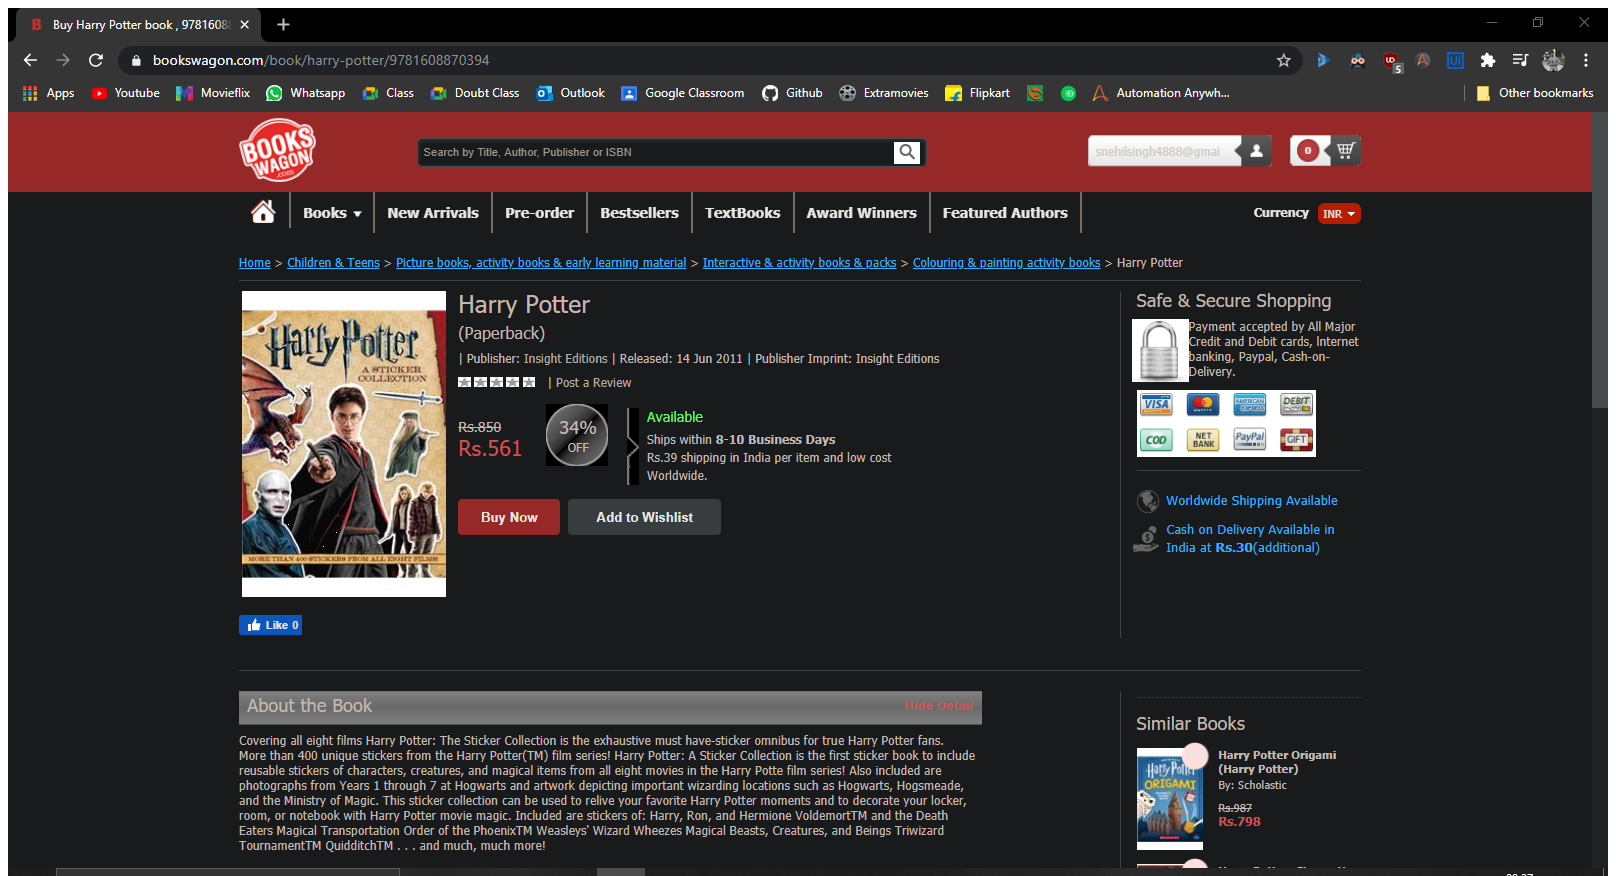 Buy Harry Potter book , 9781608
bookswagon.com/book/harry-potter/9781608870394
5
Apps Youtube Movieflix Whatsapp Class Doubt Class Outlook Google Classroom Github Extramovies Flipkart Automation Anywh... Other bookmarks
BOOKS WAGON .com
Search by Title, Author, Publisher or ISBN
snehilsingh4888@gmai
0
Books New Arrivals Pre-order Bestsellers TextBooks Award Winners Featured Authors
Currency INR
Home > Children & Teens > Picture books, activity books & early learning material > Interactive & activity books & packs > Colouring & painting activity books > Harry Potter
Harry Potter
A STICKER
COLLECTION
MORE THAN 400 STICKERS FROM ALL EIGHT FILMS!
Harry Potter
(Paperback)
| Publisher: Insight Editions | Released: 14 Jun 2011 | Publisher Imprint: Insight Editions
| Post a Review
Rs.850
Rs.561
34%
OFF
Available
Ships within 8-10 Business Days
Rs.39 shipping in India per item and low cost
Worldwide.
Buy Now
Add to Wishlist
Like 0
Safe & Secure Shopping
Payment accepted by All Major
Credit and Debit cards, Internet
banking, Paypal, Cash-on-
Delivery.
VISA AMERICAN EXPRESS DEBIT
COD NET BANK PayPal GIFT
Worldwide Shipping Available
Cash on Delivery Available in
India at Rs.30(additional)
About the Book
Hide Detail
Covering all eight films Harry Potter: The Sticker Collection is the exhaustive must have-sticker omnibus for true Harry Potter fans.
More than 400 unique stickers from the Harry Potter(TM) film series! Harry Potter: A Sticker Collection is the first sticker book to include
reusable stickers of characters, creatures, and magical items from all eight movies in the Harry Potte film series! Also included are
photographs from Years 1 through 7 at Hogwarts and artwork depicting important wizarding locations such as Hogwarts, Hogsmeade,
and the Ministry of Magic. This sticker collection can be used to relive your favorite Harry Potter moments and to decorate your locker,
room, or notebook with Harry Potter movie magic. Included are stickers of: Harry, Ron, and Hermione VoldemortTM and the Death
Eaters Magical Transportation Order of the PhoenixTM Weasleys' Wizard Wheezes Magical Beasts, Creatures, and Beings Triwizard
TournamentTM QuidditchTM . . . and much, much more!
Similar Books
Harry Potter
ORIGAMI
Harry Potter Origami
(Harry Potter)
By: Scholastic
Rs.987
Rs.798